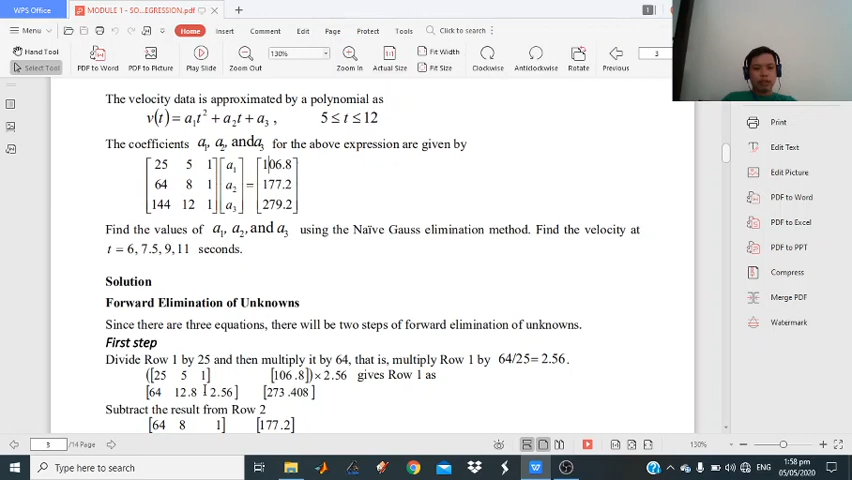 WPS Office
MODULE 1 - SO...EGRESSION.pdf
Menu
Home
Insert
Comment
Edit
Page
Protect
Tools
Click to search
Hand Tool
Select Tool
PDF to Word
PDF to Picture
Play Slide
Zoom Out
130%
Zoom In
Actual Size
Fit Width
Fit Size
Clockwise
Anticlockwise
Rotate
Previous
3
The velocity data is approximated by a polynomial as
v(t) = a₁t² + a₂t + a₃ , 5 ≤ t ≤ 12
The coefficients a₁, a₂, and a₃ for the above expression are given by
[25 5 1] [a₁] [106.8]
[64 8 1] [a₂] = [177.2]
[144 12 1] [a₃] [279.2]
Find the values of a₁, a₂, and a₃ using the Naïve Gauss elimination method. Find the velocity at
t = 6, 7.5, 9, 11 seconds.
Solution
Forward Elimination of Unknowns
Since there are three equations, there will be two steps of forward elimination of unknowns.
First step
Divide Row 1 by 25 and then multiply it by 64, that is, multiply Row 1 by 64/25 = 2.56.
([25 5 1] [106.8]) × 2.56 gives Row 1 as
[64 12.8 2.56] [273.408]
Subtract the result from Row 2
[64 8 1] [177.2]
Print
Edit Text
Edit Picture
PDF to Word
PDF to Excel
PDF to PPT
Compress
Merge PDF
Watermark
3 /14 Page
130%
Type here to search
ENG
1:58 pm
05/05/2020